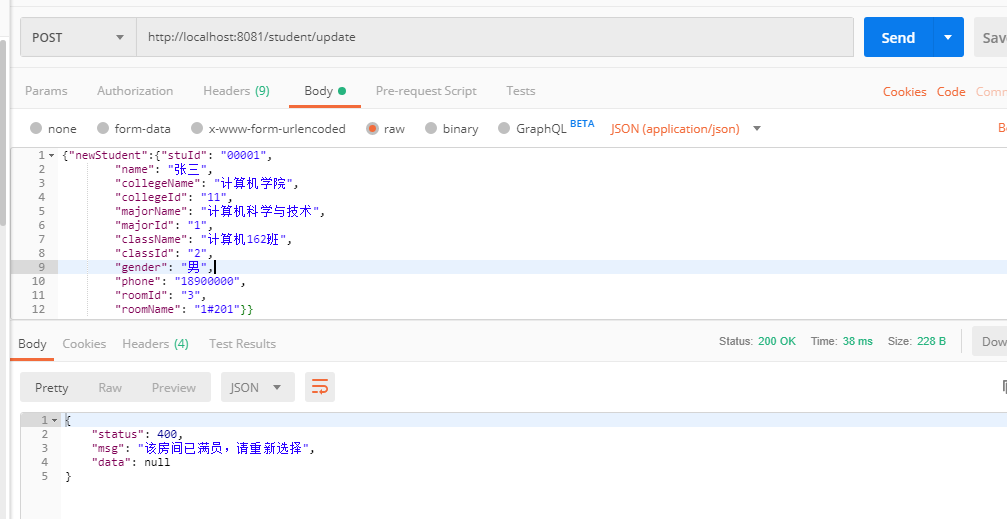 POST http://localhost:8081/student/update Send
Params Authorization Headers (9) Body Pre-request Script Tests Cookies Code
none form-data x-www-form-urlencoded raw binary GraphQL BETA JSON (application/json)
1 {"newStudent":{"stuId": "00001",
2 "name": "张三",
3 "collegeName": "计算机学院",
4 "collegeId": "11",
5 "majorName": "计算机科学与技术",
6 "majorId": "1",
7 "className": "计算机162班",
8 "classId": "2",
9 "gender": "男",
10 "phone": "18900000",
11 "roomId": "3",
12 "roomName": "1#201"}}
Body Cookies Headers (4) Test Results Status: 200 OK Time: 38 ms Size: 228 B
Pretty Raw Preview JSON
1 {
2 "status": 400,
3 "msg": "该房间已满员，请重新选择",
4 "data": null
5 }